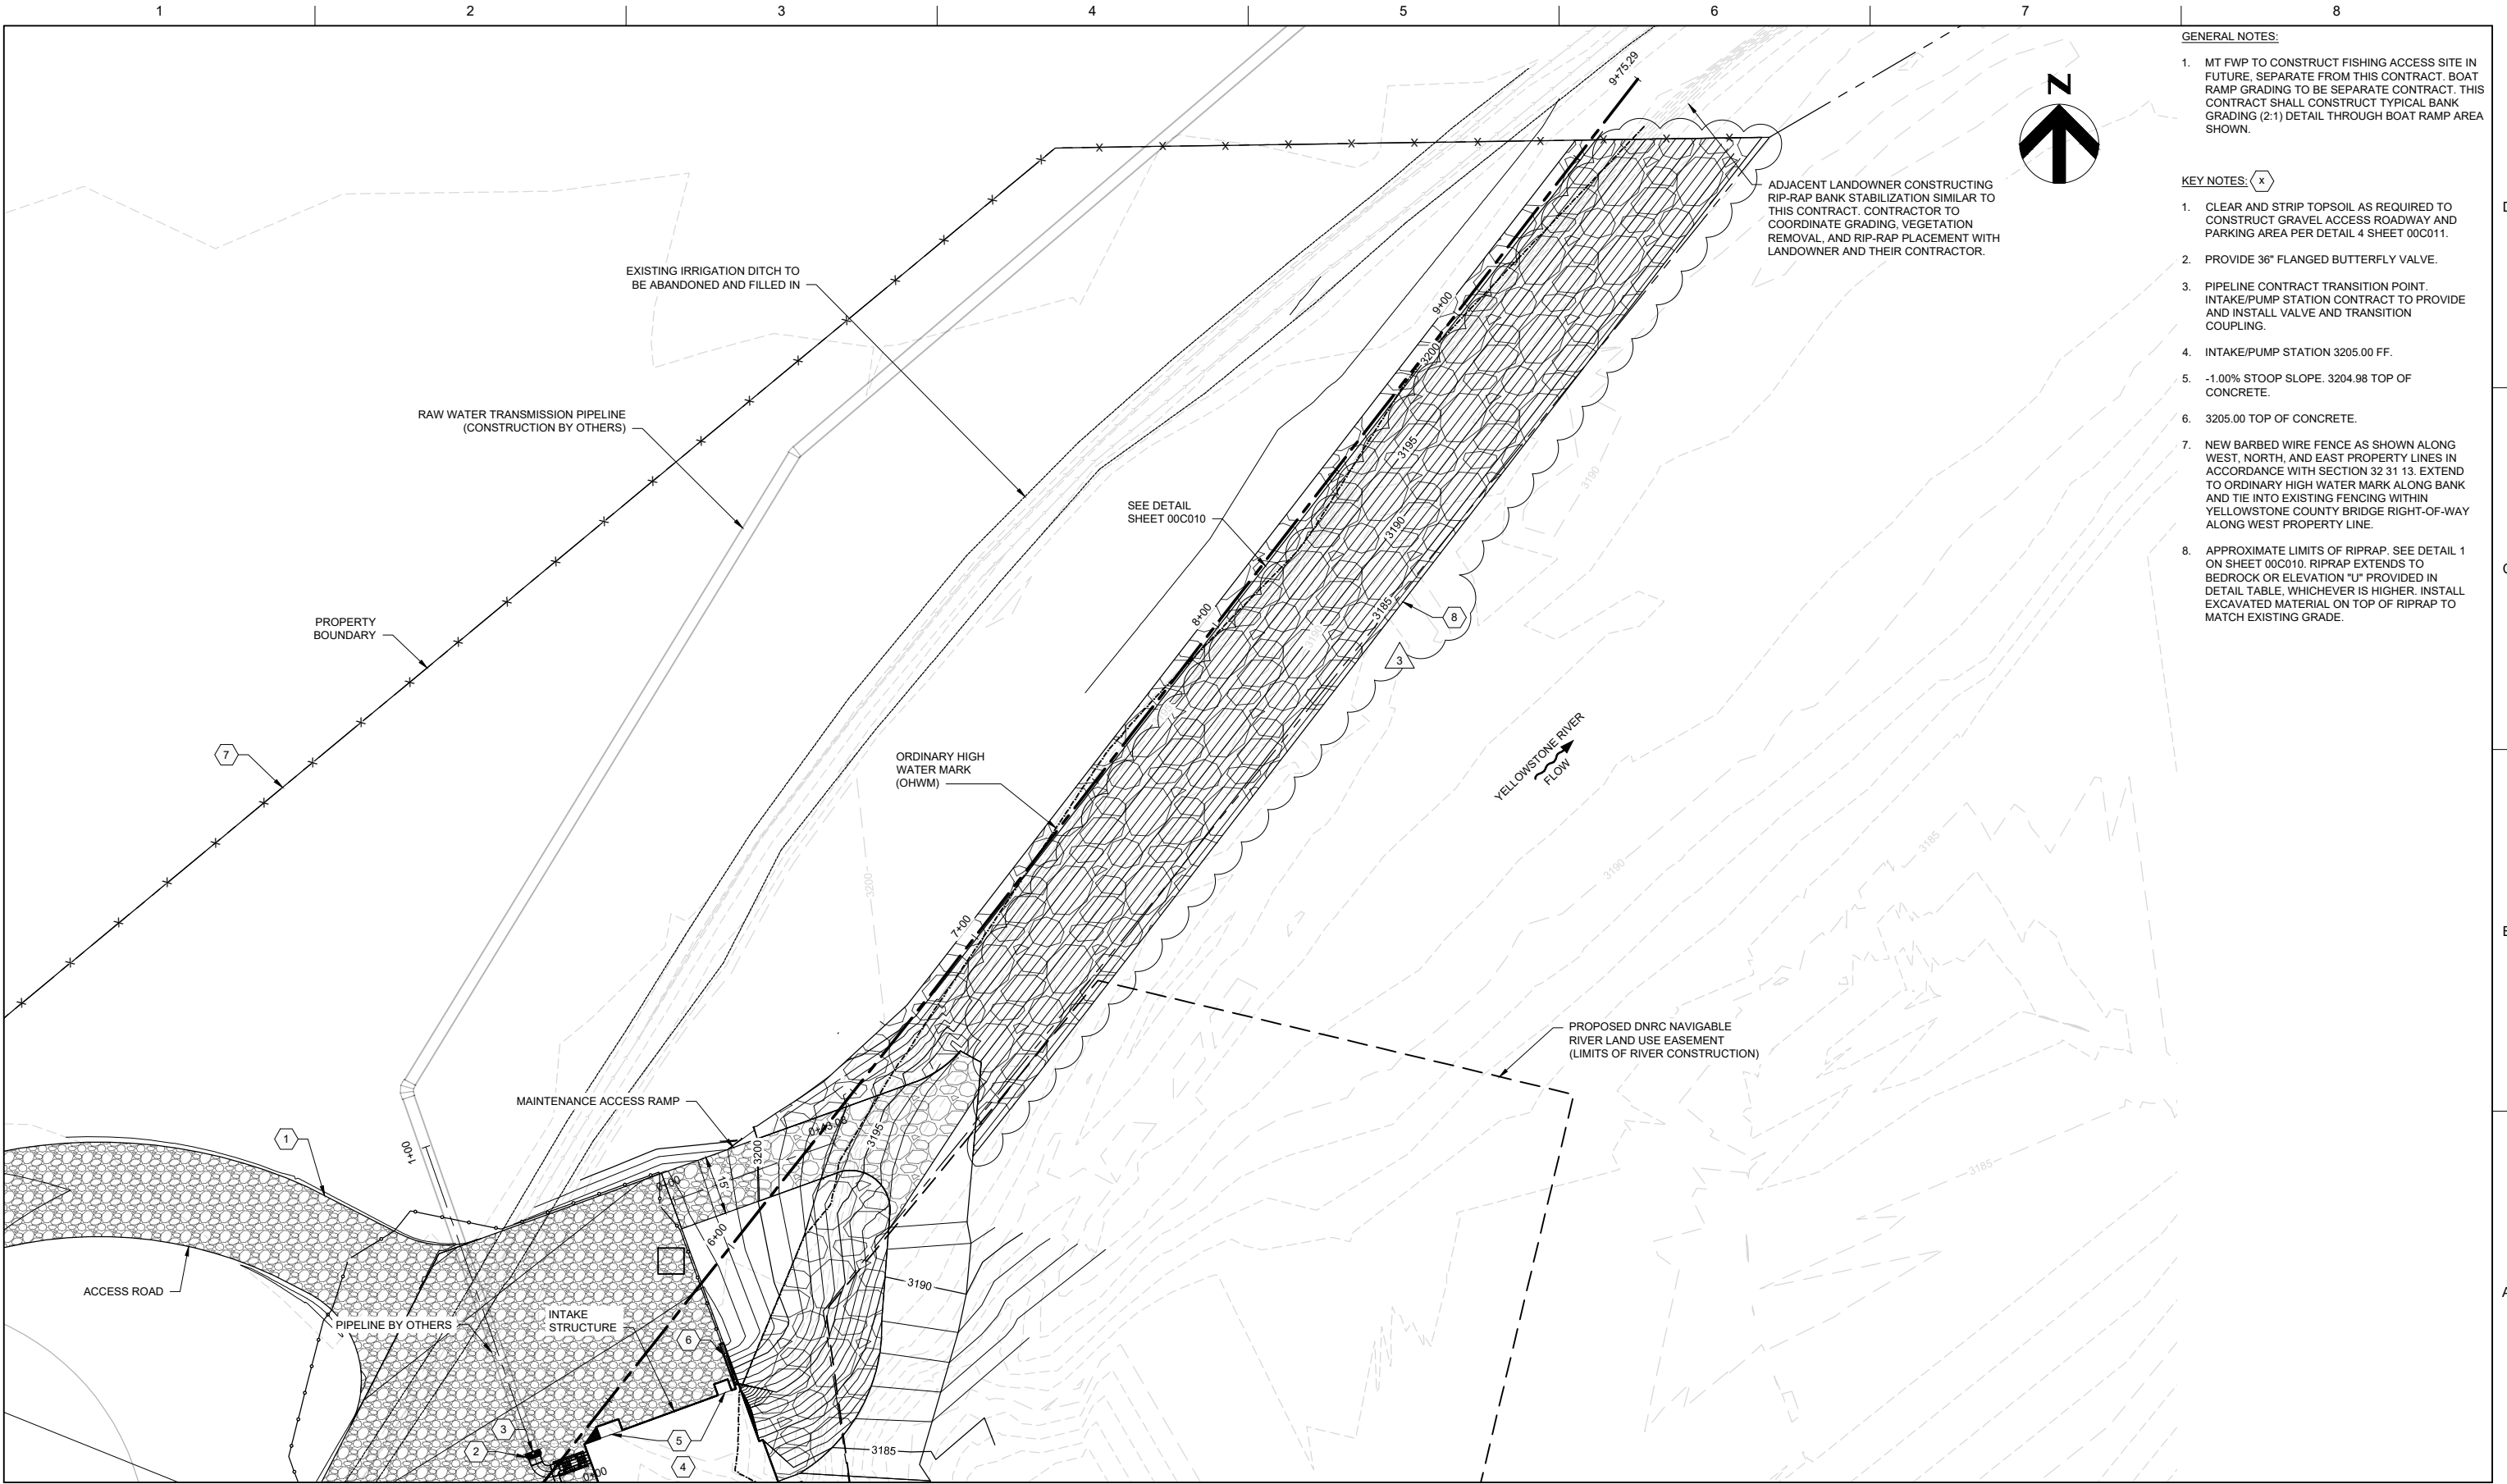 1
2
3
4
5
6
7
8
GENERAL NOTES:
1. MT FWP TO CONSTRUCT FISHING ACCESS SITE IN
FUTURE, SEPARATE FROM THIS CONTRACT. BOAT
RAMP GRADING TO BE SEPARATE CONTRACT. THIS
CONTRACT SHALL CONSTRUCT TYPICAL BANK
GRADING (2:1) DETAIL THROUGH BOAT RAMP AREA
SHOWN.
KEY NOTES: X
1. CLEAR AND STRIP TOPSOIL AS REQUIRED TO
CONSTRUCT GRAVEL ACCESS ROADWAY AND
PARKING AREA PER DETAIL 4 SHEET 00C011.
2. PROVIDE 36" FLANGED BUTTERFLY VALVE.
3. PIPELINE CONTRACT TRANSITION POINT.
INTAKE/PUMP STATION CONTRACT TO PROVIDE
AND INSTALL VALVE AND TRANSITION
COUPLING.
4. INTAKE/PUMP STATION 3205.00 FF.
5. -1.00% STOOP SLOPE. 3204.98 TOP OF
CONCRETE.
6. 3205.00 TOP OF CONCRETE.
7. NEW BARBED WIRE FENCE AS SHOWN ALONG
WEST, NORTH, AND EAST PROPERTY LINES IN
ACCORDANCE WITH SECTION 32 31 13. EXTEND
TO ORDINARY HIGH WATER MARK ALONG BANK
AND TIE INTO EXISTING FENCING WITHIN
YELLOWSTONE COUNTY BRIDGE RIGHT-OF-WAY
ALONG WEST PROPERTY LINE.
8. APPROXIMATE LIMITS OF RIPRAP. SEE DETAIL 1
ON SHEET 00C010. RIPRAP EXTENDS TO
BEDROCK OR ELEVATION "U" PROVIDED IN
DETAIL TABLE, WHICHEVER IS HIGHER. INSTALL
EXCAVATED MATERIAL ON TOP OF RIPRAP TO
MATCH EXISTING GRADE.
N
9+75.29
ADJACENT LANDOWNER CONSTRUCTING
RIP-RAP BANK STABILIZATION SIMILAR TO
THIS CONTRACT. CONTRACTOR TO
COORDINATE GRADING, VEGETATION
REMOVAL, AND RIP-RAP PLACEMENT WITH
LANDOWNER AND THEIR CONTRACTOR.
EXISTING IRRIGATION DITCH TO
BE ABANDONED AND FILLED IN
9+00
3200
RAW WATER TRANSMISSION PIPELINE
(CONSTRUCTION BY OTHERS)
3195
3190
SEE DETAIL
SHEET 00C010
3190
3185
8
8+00
3190
3
PROPERTY
BOUNDARY
7
ORDINARY HIGH
WATER MARK
(OHWM)
YELLOWSTONE RIVER
FLOW
3185
3190
3200
7+00
PROPOSED DNRC NAVIGABLE
RIVER LAND USE EASEMENT
(LIMITS OF RIVER CONSTRUCTION)
MAINTENANCE ACCESS RAMP
1
1+00
3195
3200
15'
0+00
3185
6+00
ACCESS ROAD
3190
PIPELINE BY OTHERS
INTAKE
STRUCTURE
6
3
2
5
4
3185
0+00